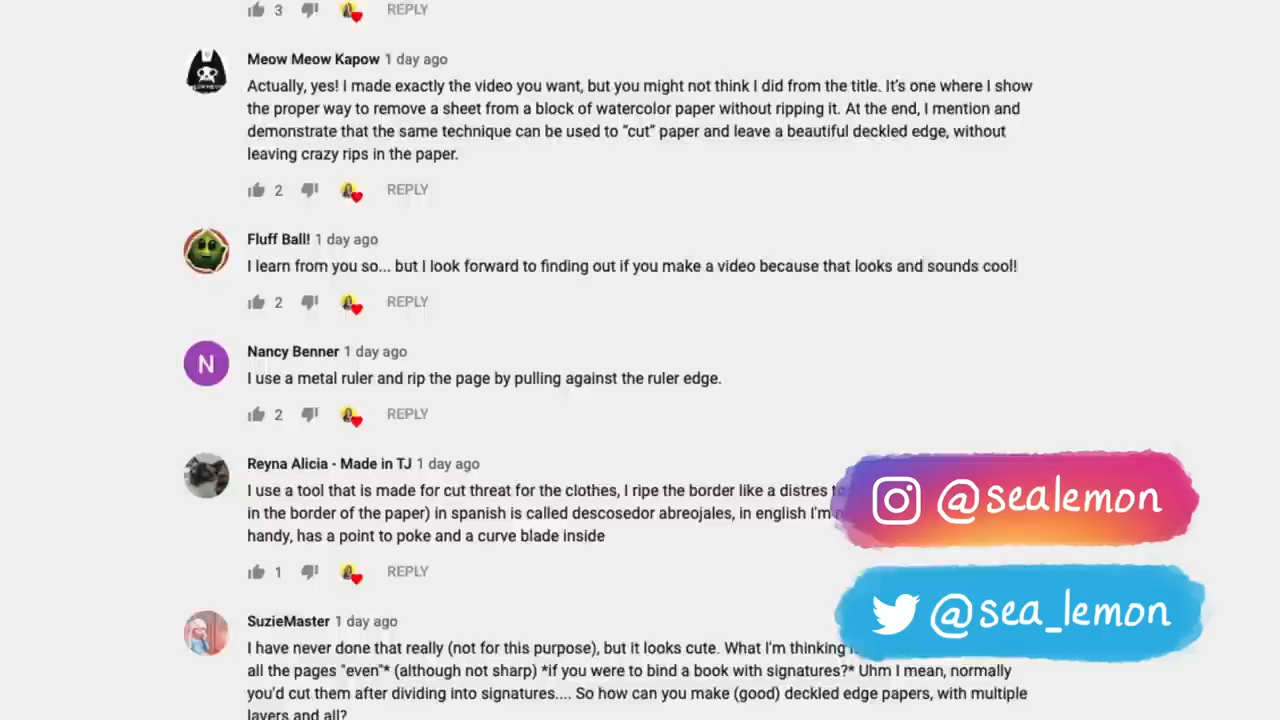 3 REPLY
Meow Meow Kapow 1 day ago
Actually, yes! I made exactly the video you want, but you might not think I did from the title. It's one where I show
the proper way to remove a sheet from a block of watercolor paper without ripping it. At the end, I mention and
demonstrate that the same technique can be used to "cut" paper and leave a beautiful deckled edge, without
leaving crazy rips in the paper.
2 REPLY
Fluff Ball! 1 day ago
I learn from you so... but I look forward to finding out if you make a video because that looks and sounds cool!
2 REPLY
N
Nancy Benner 1 day ago
I use a metal ruler and rip the page by pulling against the ruler edge.
2 REPLY
Reyna Alicia - Made in TJ 1 day ago
I use a tool that is made for cut threat for the clothes, I ripe the border like a distres
in the border of the paper) in spanish is called descosedor abreojales, in english I'm
handy, has a point to poke and a curve blade inside
1 REPLY
@sealemon
@sea_lemon
SuzieMaster 1 day ago
I have never done that really (not for this purpose), but it looks cute. What I'm thinking
all the pages "even"* (although not sharp) *if you were to bind a book with signatures?* Uhm I mean, normally
you'd cut them after dividing into signatures.... So how can you make (good) deckled edge papers, with multiple
layers and all?